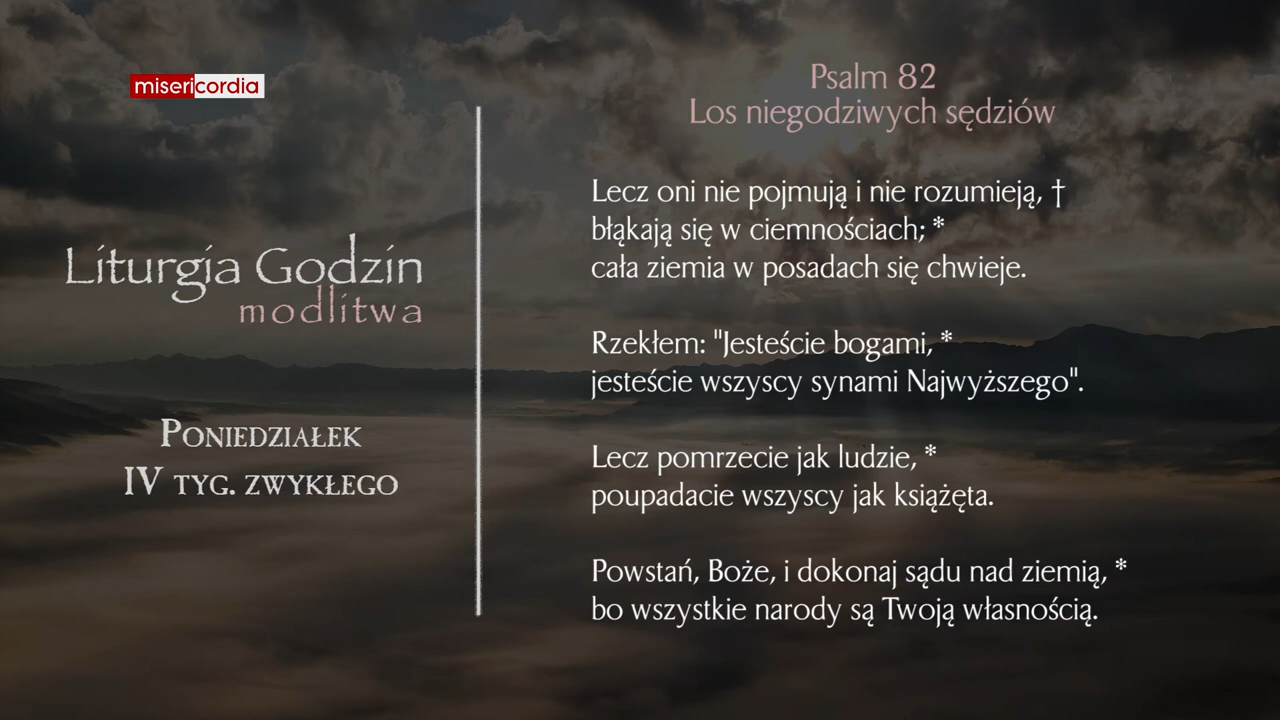 misericordia
Liturgia Godzin
modlitwa
Poniedziałek
IV tyg. zwykłego
Psalm 82
Los niegodziwych sędziów
Lecz oni nie pojmują i nie rozumieją, †
błąkają się w ciemnościach; *
cała ziemia w posadach się chwieje.
Rzekłem: "Jesteście bogami, *
jesteście wszyscy synami Najwyższego".
Lecz pomrzecie jak ludzie, *
poupadacie wszyscy jak książęta.
Powstań, Boże, i dokonaj sądu nad ziemią, *
bo wszystkie narody są Twoją własnością.